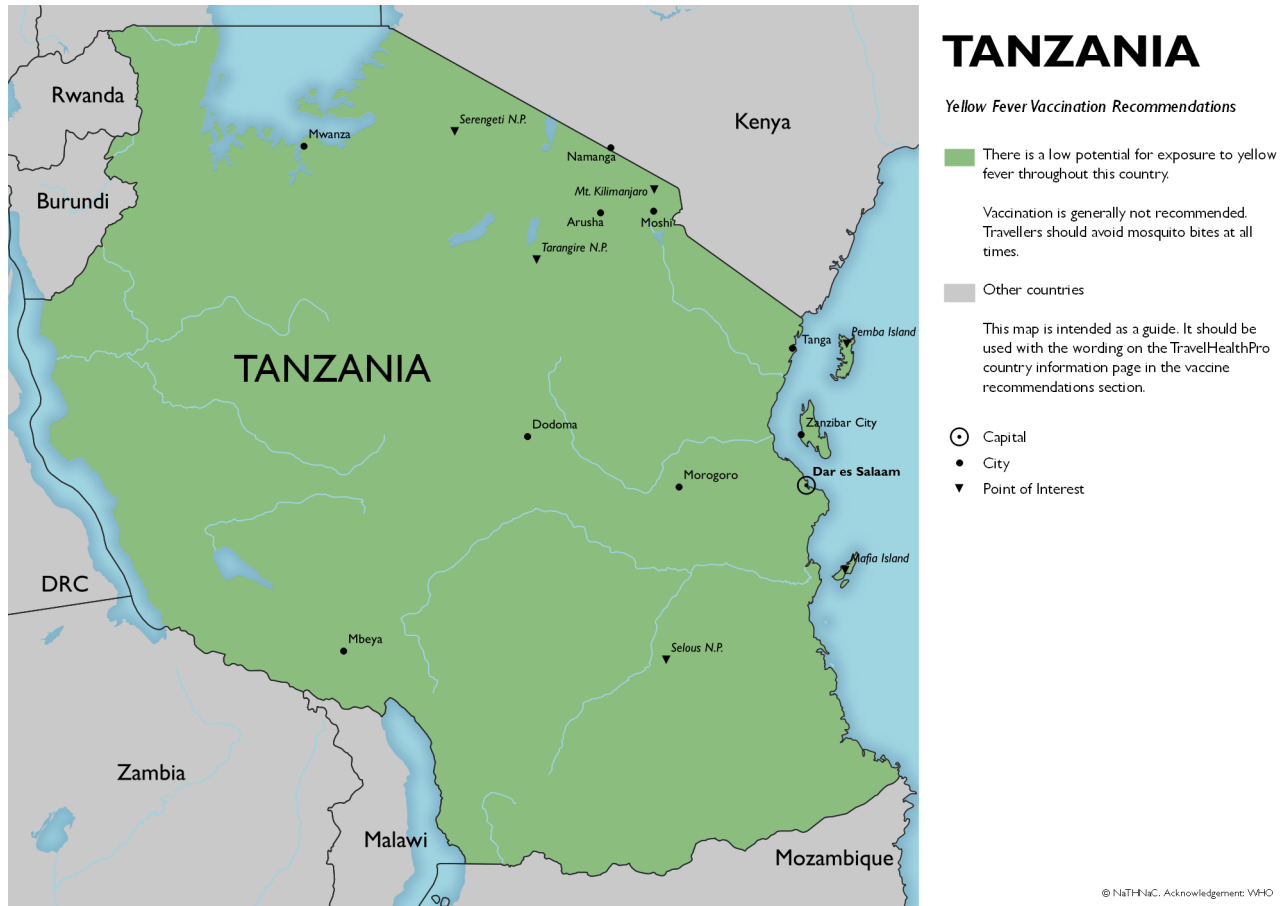 TANZANIA
Yellow Fever Vaccination Recommendations
There is a low potential for exposure to yellow
fever throughout this country.
Vaccination is generally not recommended.
Travellers should avoid mosquito bites at all
times.
Other countries
This map is intended as a guide. It should be
used with the wording on the TravelHealthPro
country information page in the vaccine
recommendations section.
Capital
City
Point of Interest
Rwanda
Kenya
Serengeti N.P.
Mwanza
Namanga
Burundi
Mt. Kilimanjaro
Arusha
Moshi
Tarangire N.P.
Pemba Island
Tanga
TANZANIA
Dodoma
Zanzibar City
Dar es Salaam
Morogoro
Mafia Island
DRC
Mbeya
Selous N.P.
Zambia
Malawi
Mozambique
© NaTHNaC. Acknowledgement: WHO